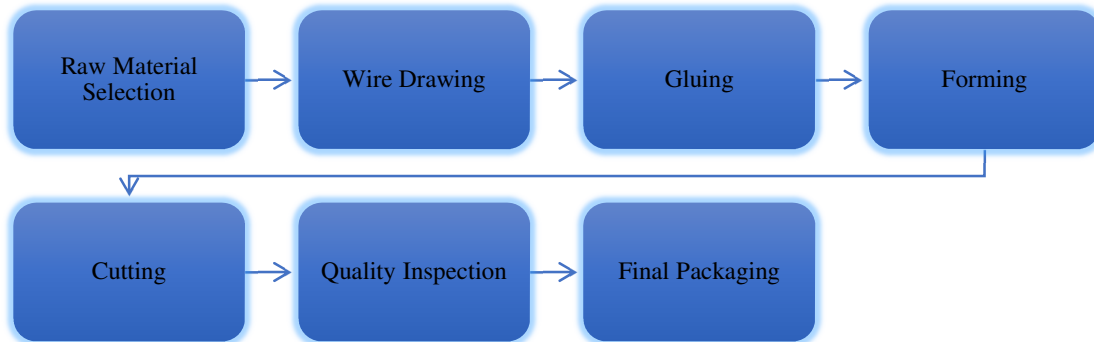 Raw Material
Selection
Wire Drawing
Gluing
Forming
Cutting
Quality Inspection
Final Packaging